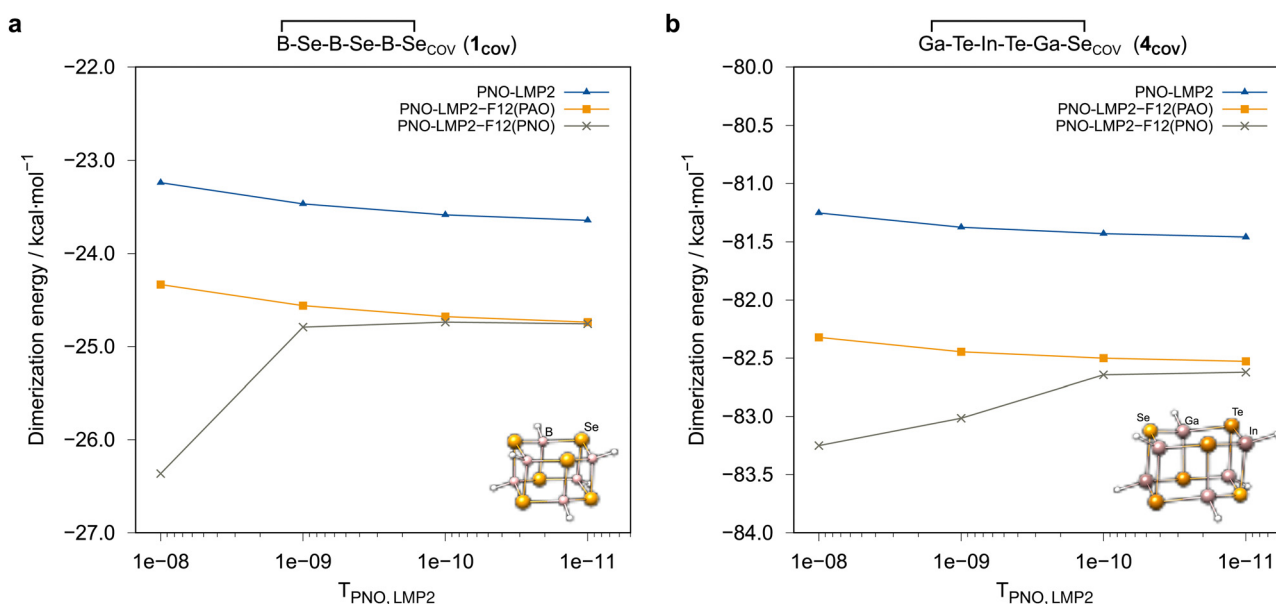 a
B-Se-B-Se-B-SeCOV (1COV)
−22.0
−23.0
−24.0
−25.0
−26.0
−27.0
Dimerization energy / kcal·mol−1
PNO-LMP2
PNO-LMP2−F12(PAO)
PNO-LMP2−F12(PNO)
B
Se
1e-08
1e-09
1e-10
1e-11
TPNO, LMP2
b
Ga-Te-In-Te-Ga-SeCOV (4COV)
−80.0
−80.5
−81.0
−81.5
−82.0
−82.5
−83.0
−83.5
−84.0
Dimerization energy / kcal·mol−1
PNO-LMP2
PNO-LMP2−F12(PAO)
PNO-LMP2−F12(PNO)
Se
Ga
Te
In
1e-08
1e-09
1e-10
1e-11
TPNO, LMP2